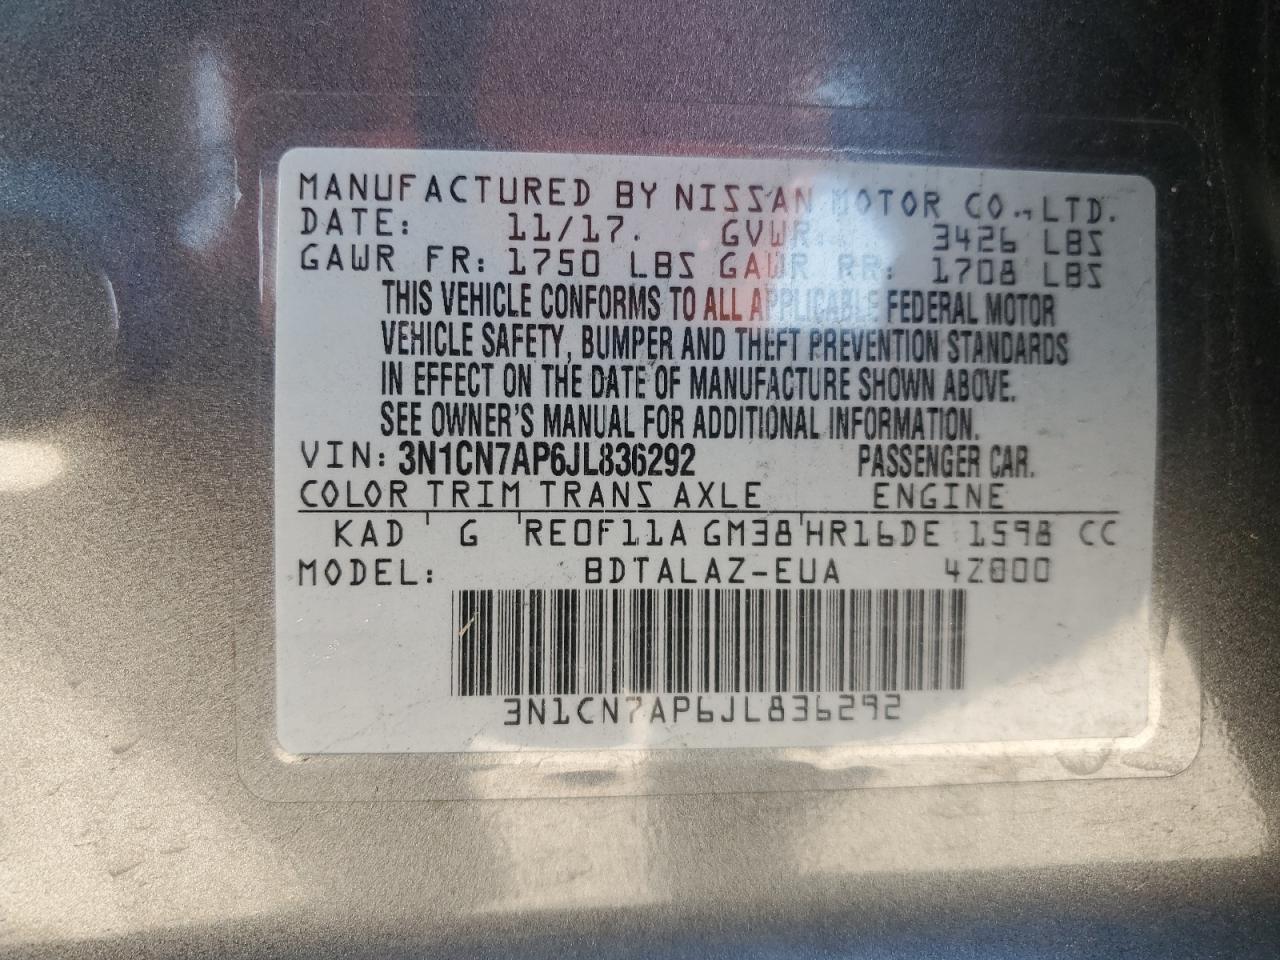 MANUFACTURED BY NISSAN MOTOR CO., LTD.
DATE: 11/17. GVWR: 3426 LBS
GAWR FR: 1750 LBS GAWR RR: 1708 LBS
THIS VEHICLE CONFORMS TO ALL APPLICABLE FEDERAL MOTOR
VEHICLE SAFETY, BUMPER AND THEFT PREVENTION STANDARDS
IN EFFECT ON THE DATE OF MANUFACTURE SHOWN ABOVE.
SEE OWNER'S MANUAL FOR ADDITIONAL INFORMATION.
VIN: 3N1CN7AP6JL836292 PASSENGER CAR.
COLOR TRIM TRANS AXLE ENGINE
KAD G RE0F11A GM38 HR16DE 1598 CC
MODEL: BDTALAZ-EUA 4Z800
3N1CN7AP6JL836292